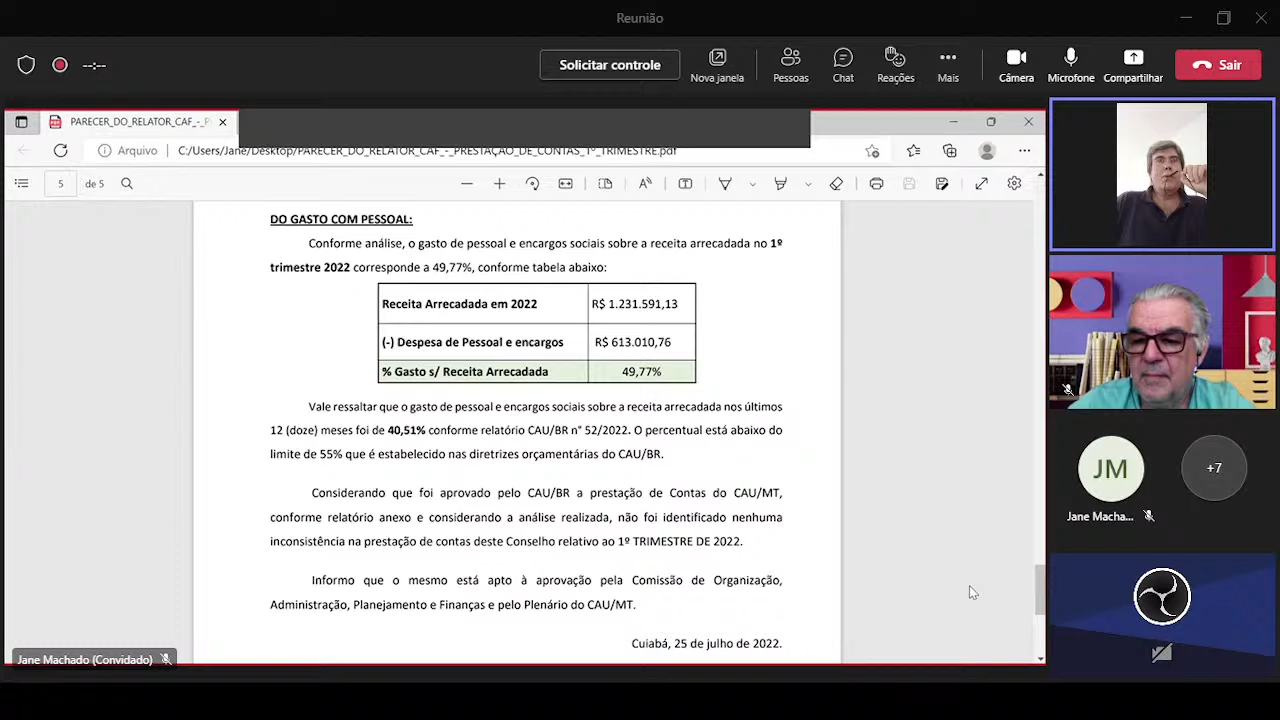 Reunião
--:--
Solicitar controle
Nova janela
Pessoas
Chat
Reações
Mais
Câmera
Microfone
Compartilhar
Sair
PARECER_DO_RELATOR_CAF_-_P
Arquivo
C:/Users/Jane/Desktop/PARECER_DO_RELATOR_CAF_-_PRESTAÇÃO_DE_CONTAS_1º_TRIMESTRE.pdf
5 de 5
DO GASTO COM PESSOAL:
Conforme análise, o gasto de pessoal e encargos sociais sobre a receita arrecadada no 1º
trimestre 2022 corresponde a 49,77%, conforme tabela abaixo:
Receita Arrecadada em 2022 R$ 1.231.591,13
(-) Despesa de Pessoal e encargos R$ 613.010,76
% Gasto s/ Receita Arrecadada 49,77%
Vale ressaltar que o gasto de pessoal e encargos sociais sobre a receita arrecadada nos últimos
12 (doze) meses foi de 40,51% conforme relatório CAU/BR n° 52/2022. O percentual está abaixo do
limite de 55% que é estabelecido nas diretrizes orçamentárias do CAU/BR.
Considerando que foi aprovado pelo CAU/BR a prestação de Contas do CAU/MT,
conforme relatório anexo e considerando a análise realizada, não foi identificado nenhuma
inconsistência na prestação de contas deste Conselho relativo ao 1º TRIMESTRE DE 2022.
Informo que o mesmo está apto à aprovação pela Comissão de Organização,
Administração, Planejamento e Finanças e pelo Plenário do CAU/MT.
Cuiabá, 25 de julho de 2022.
Jane Machado (Convidado)
JM
+7
Jane Macha...